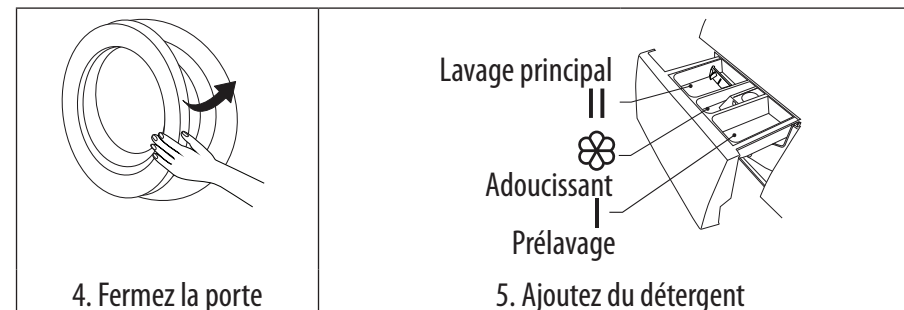 Lavage principal
II
Adoucissant
I
Prélavage
4. Fermez la porte
5. Ajoutez du détergent